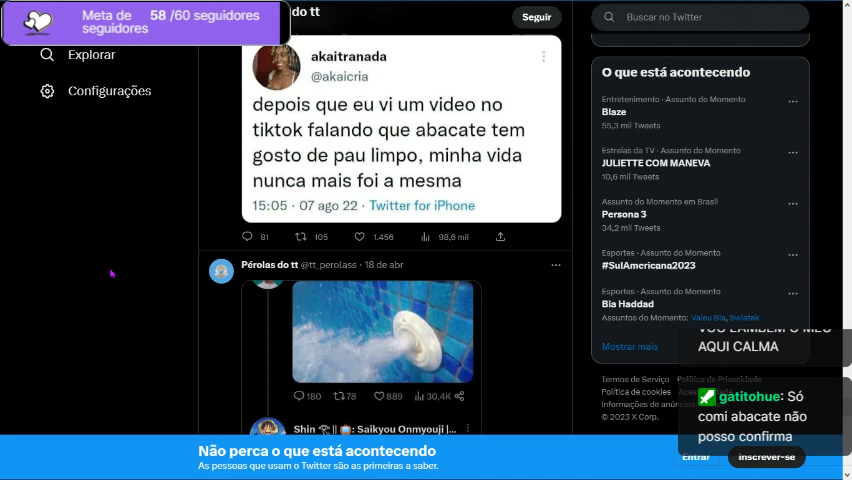 Meta de seguidores 58 /60 seguidores
do tt
Seguir
Buscar no Twitter
Explorar
Configurações
akaitranada
@akaicria
depois que eu vi um video no
tiktok falando que abacate tem
gosto de pau limpo, minha vida
nunca mais foi a mesma
15:05 · 07 ago 22 · Twitter for iPhone
81 105 1.456 98,6 mil
Pérolas do tt @tt_perolass · 18 de abr
180 78 889 30,4K
Shin || : Saikyou Onmyouji |...
O que está acontecendo
Entretenimento · Assunto do Momento
Blaze
55,3 mil Tweets
Estrelas da TV · Assunto do Momento
JULIETTE COM MANEVA
10,6 mil Tweets
Assunto do Momento em Brasil
Persona 3
34,2 mil Tweets
Esportes · Assunto do Momento
#SulAmericana2023
Esportes · Assunto do Momento
Bia Haddad
Assuntos do Momento: Valeu Bia, Swiatek
Mostrar mais
Termos de Serviço Política de Privacidade
Política de cookies
Informações de anúncios
© 2023 X Corp.
AQUI CALMA
gatitohue: Só
comi abacate não
posso confirma
Não perca o que está acontecendo
As pessoas que usam o Twitter são as primeiras a saber.
Entrar
Inscrever-se